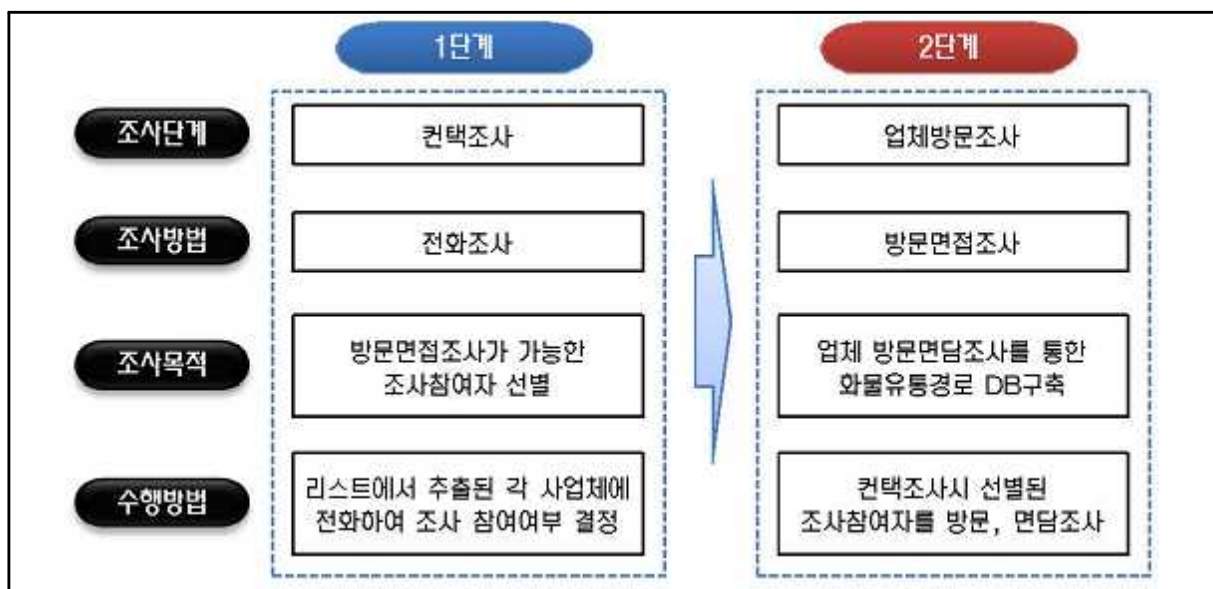 1단계
2단계
조사단계
컨택조사
업체방문조사
조사방법
전화조사
방문면접조사
조사목적
방문면접조사가 가능한
조사참여자 선별
업체 방문면담조사를 통한
화물유통경로 DB구축
수행방법
리스트에서 추출된 각 사업체에
전화하여 조사 참여여부 결정
컨택조사시 선별된
조사참여자를 방문, 면담조사